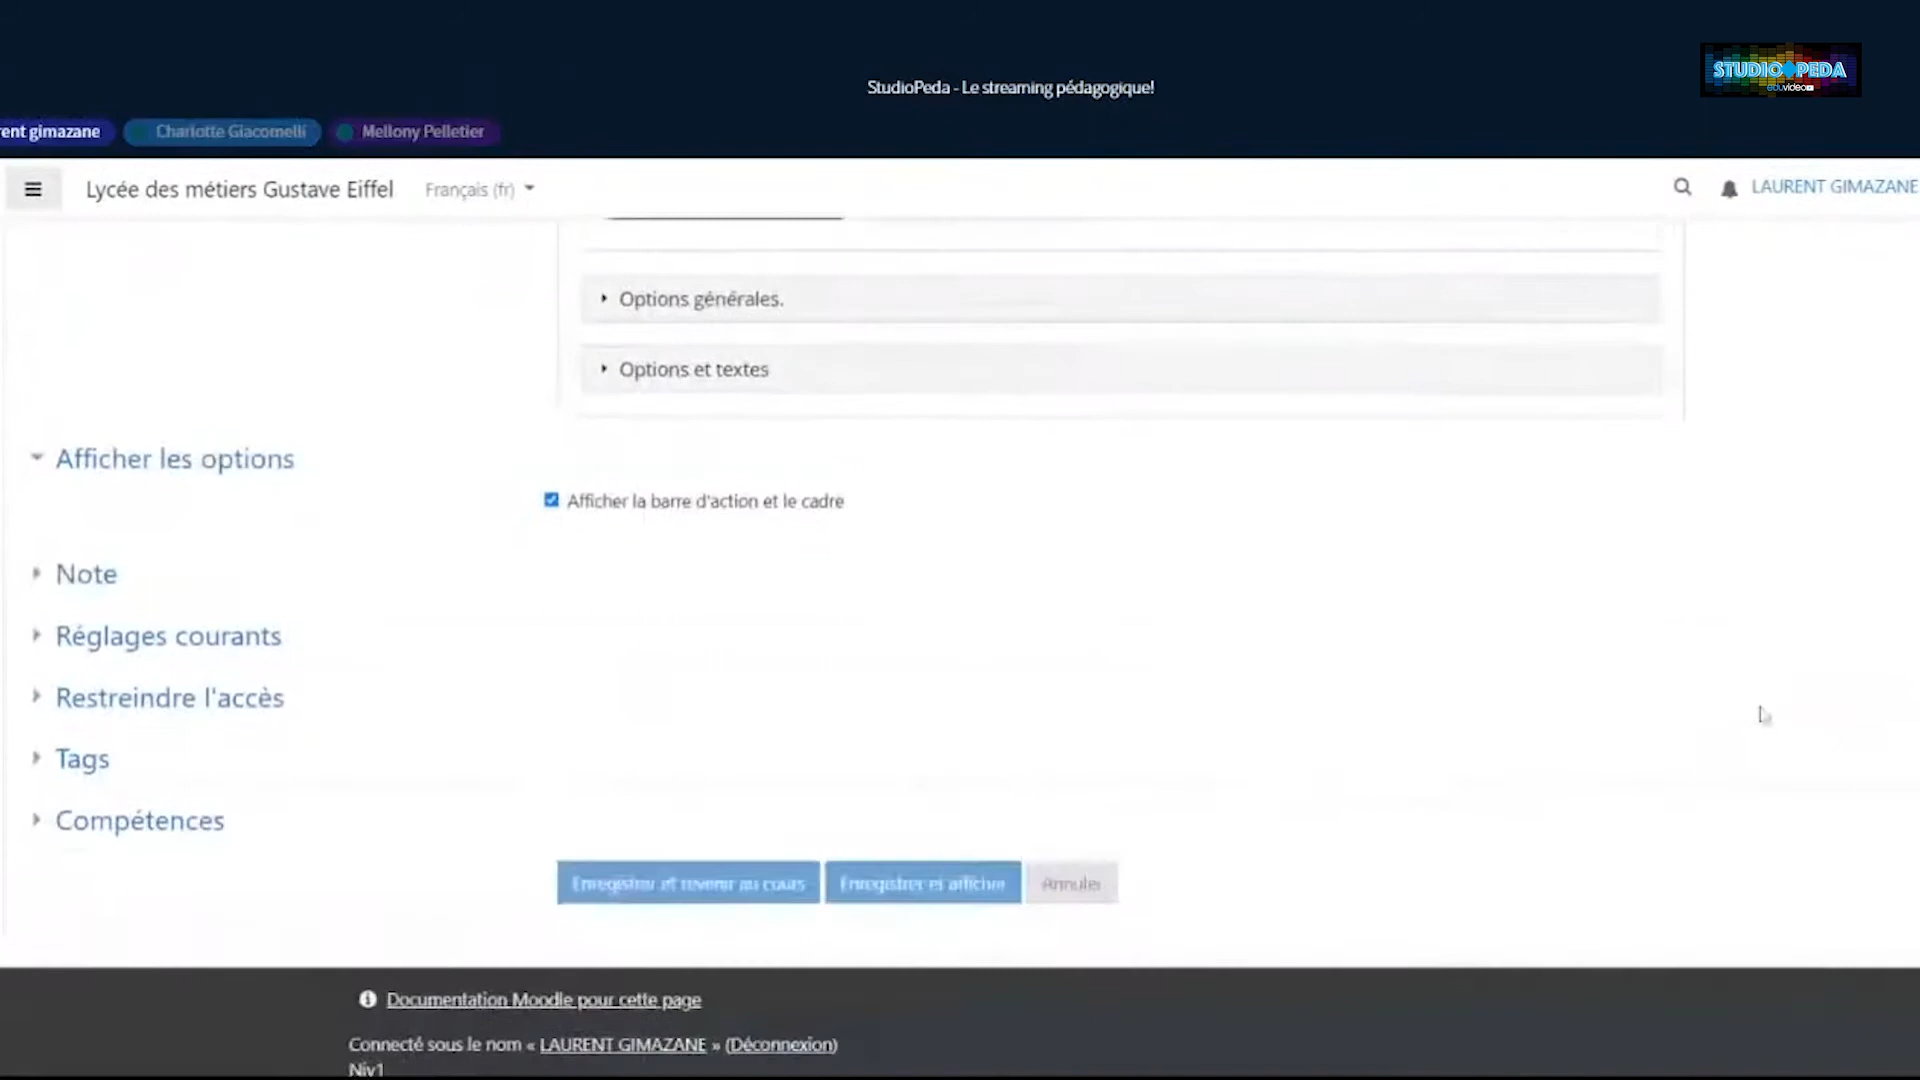 STUDIO PEDA
eduvideo
StudioPeda - Le streaming pédagogique!
rent gimazane
Charlotte Giacomelli
Mellony Pelletier
Lycée des métiers Gustave Eiffel
Français (fr)
LAURENT GIMAZANE
Options générales.
Options et textes
Afficher les options
Afficher la barre d'action et le cadre
Note
Réglages courants
Restreindre l'accès
Tags
Compétences
Enregistrer et revenir au cours
Enregistrer et afficher
Annuler
Documentation Moodle pour cette page
Connecté sous le nom « LAURENT GIMAZANE » (Déconnexion)
Niv1